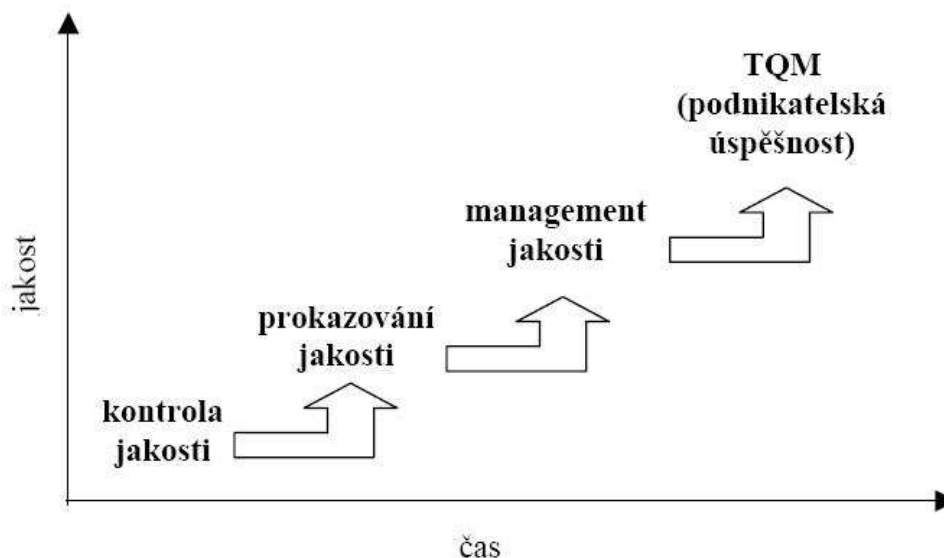 TQM
(podnikatelská
úspěšnost)
management
jakosti
prokazování
jakosti
kontrola
jakosti
jakost
čas